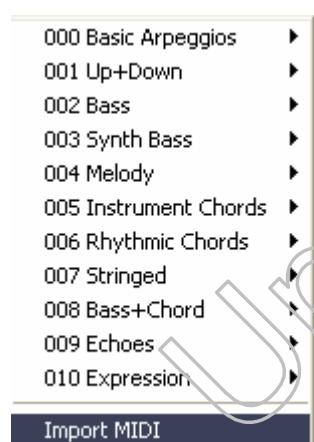 000 Basic Arpeggios
001 Up+Down
002 Bass
003 Synth Bass
004 Melody
005 Instrument Chords
006 Rhythmic Chords
007 Stringed
008 Bass+Chord
009 Echoes
010 Expression
Import MIDI